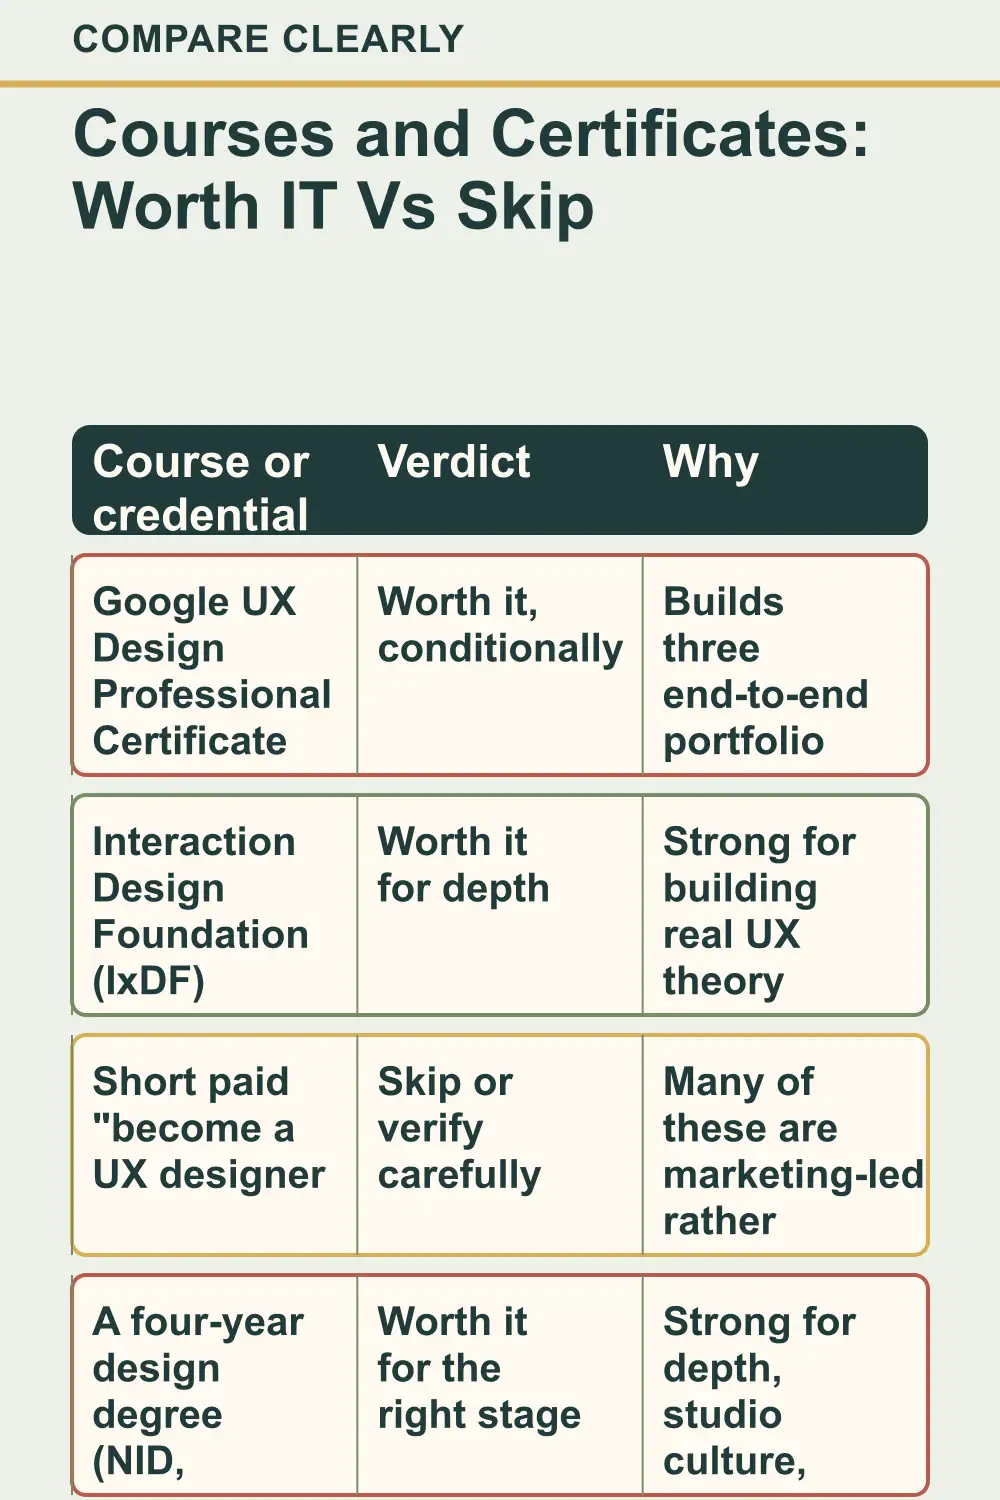 COMPARE CLEARLY
Courses and Certificates:
Worth IT Vs Skip
Course or
credential
Verdict
Why
Google UX
Design
Professional
Certificate
Worth it,
conditionally
Builds
three
end-to-end
portfolio
Interaction
Design
Foundation
(IxDF)
Worth it
for depth
Strong for
building
real UX
theory
Short paid
"become a
UX designer
Skip or
verify
carefully
Many of
these are
marketing-led
rather
A four-year
design
degree
(NID,
Worth it
for the
right stage
Strong for
depth,
studio
culture,